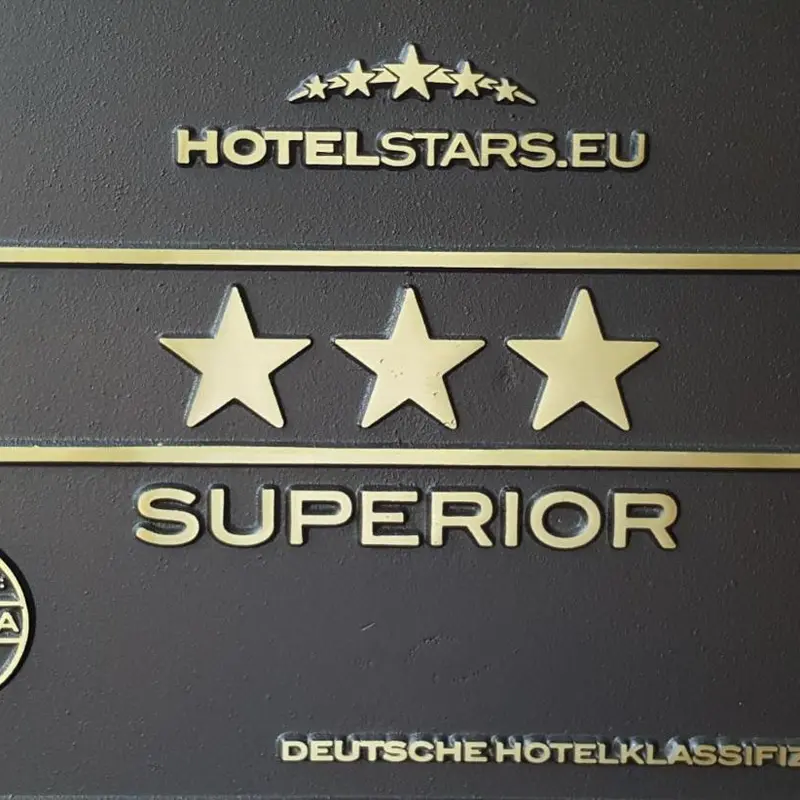 HOTELSTARS.EU
SUPERIOR
A
DEUTSCHE HOTELKLASSIFIZ